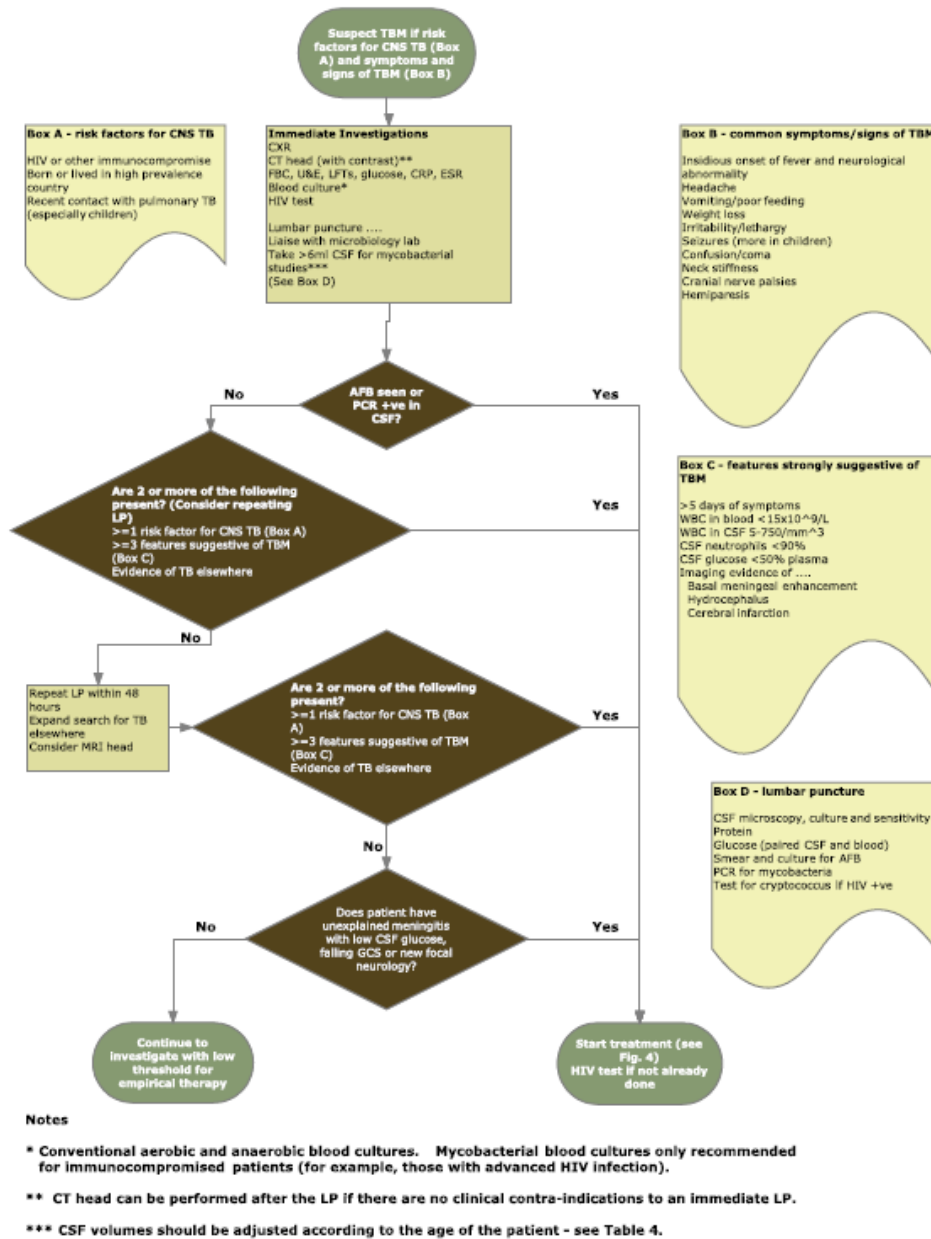 Suspect TBM if risk
factors for CNS TB (Box
A) and symptoms and
signs of TBM (Box B)
Box A - risk factors for CNS TB
HIV or other immunocompromise
Born or lived in high prevalence
country
Recent contact with pulmonary TB
(especially children)
Immediate Investigations
CXR
CT head (with contrast)**
FBC, U&E, LFTs, glucose, CRP, ESR
Blood culture*
HIV test
Lumbar puncture ....
Liaise with microbiology lab
Take >6ml CSF for mycobacterial
studies***
(See Box D)
Box B - common symptoms/signs of TBM
Insidious onset of fever and neurological
abnormality
Headache
Vomiting/poor feeding
Weight loss
Irritability/lethargy
Seizures (more in children)
Confusion/coma
Neck stiffness
Cranial nerve palsies
Hemiparesis
No
AFB seen or
PCR +ve in
CSF?
Yes
Are 2 or more of the following
present? (Consider repeating
LP)
>=1 risk factor for CNS TB (Box A)
>=3 features suggestive of TBM
(Box C)
Evidence of TB elsewhere
Yes
No
Box C - features strongly suggestive of
TBM
>5 days of symptoms
WBC in blood <15x10^9/L
WBC in CSF 5-750/mm^3
CSF neutrophils <90%
CSF glucose <50% plasma
Imaging evidence of ....
Basal meningeal enhancement
Hydrocephalus
Cerebral infarction
Repeat LP within 48
hours
Expand search for TB
elsewhere
Consider MRI head
Are 2 or more of the following
present?
>=1 risk factor for CNS TB (Box
A)
>=3 features suggestive of TBM
(Box C)
Evidence of TB elsewhere
Yes
No
Box D - lumbar puncture
CSF microscopy, culture and sensitivity
Protein
Glucose (paired CSF and blood)
Smear and culture for AFB
PCR for mycobacteria
Test for cryptococcus if HIV +ve
No
Does patient have
unexplained meningitis
with low CSF glucose,
falling GCS or new focal
neurology?
Yes
Continue to
investigate with low
threshold for
empirical therapy
Start treatment (see
Fig. 4)
HIV test if not already
done
Notes
* Conventional aerobic and anaerobic blood cultures. Mycobacterial blood cultures only recommended
for immunocompromised patients (for example, those with advanced HIV infection).
** CT head can be performed after the LP if there are no clinical contra-indications to an immediate LP.
*** CSF volumes should be adjusted according to the age of the patient - see Table 4.